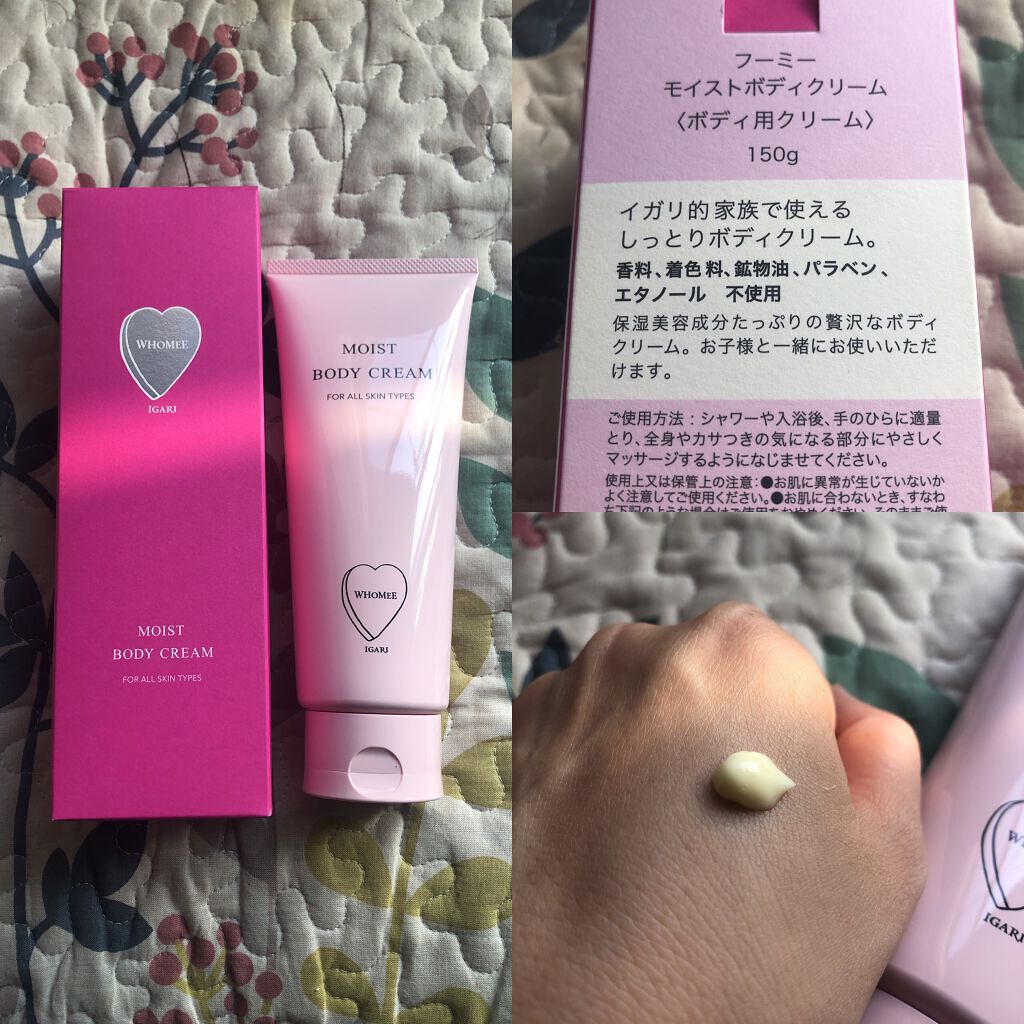 WHOMEE
IGARI
MOIST
BODY CREAM
FOR ALL SKIN TYPES
MOIST
BODY CREAM
FOR ALL SKIN TYPES
WHOMEE
IGARI
フーミー
モイストボディクリーム
〈ボディ用クリーム〉
150g
イガリ的家族で使える
しっとりボディクリーム。
香料、着色料、鉱物油、パラベン、
エタノール 不使用
保湿美容成分たっぷりの贅沢なボディ
クリーム。お子様と一緒にお使いいただ
けます。
ご使用方法：シャワーや入浴後、手のひらに適量
とり、全身やカサつきの気になる部分にやさしく
マッサージするようになじませてください。
使用上又は保管上の注意：●お肌に異常が生じていないか
よく注意してご使用ください。●お肌に合わないとき、すなわ
IGARI